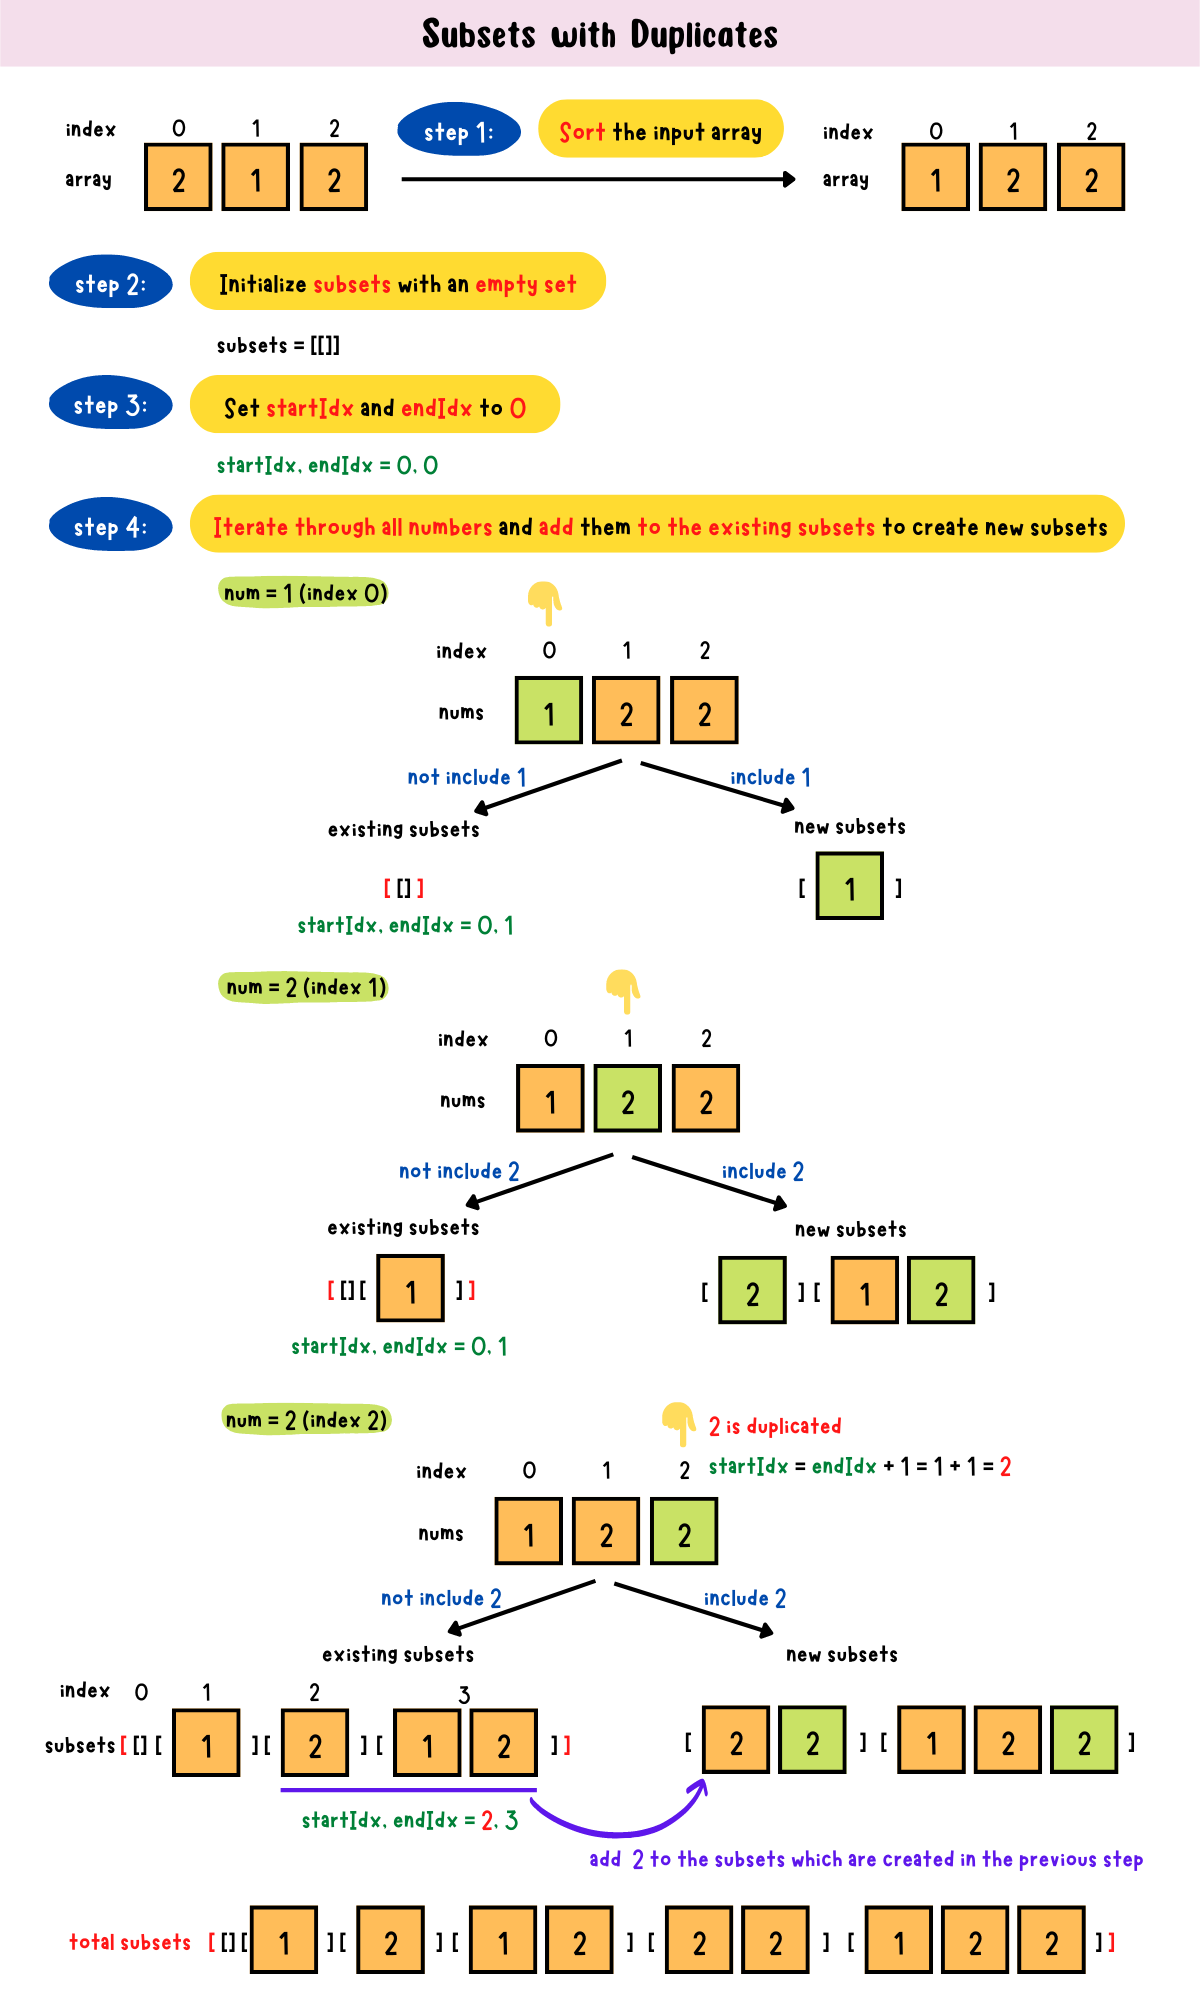 Subsets with Duplicates
index 0 1 2
array 2 1 2
step 1: Sort the input array
index 0 1 2
array 1 2 2
step 2: Initialize subsets with an empty set
subsets = [[]]
step 3: Set startIdx and endIdx to 0
startIdx, endIdx = 0, 0
step 4: Iterate through all numbers and add them to the existing subsets to create new subsets
num = 1 (index 0)
index 0 1 2
nums 1 2 2
not include 1 include 1
existing subsets new subsets
[ [] ] [ 1 ]
startIdx, endIdx = 0, 1
num = 2 (index 1)
index 0 1 2
nums 1 2 2
not include 2 include 2
existing subsets new subsets
[ [] [ 1 ] ] [ 2 ] [ 1 2 ]
startIdx, endIdx = 0, 1
num = 2 (index 2)
2 is duplicated
index 0 1 2 startIdx = endIdx + 1 = 1 + 1 = 2
nums 1 2 2
not include 2 include 2
existing subsets new subsets
index 0 1 2 3
subsets [ [] [ 1 ] [ 2 ] [ 1 2 ] ] [ 2 2 ] [ 1 2 2 ]
startIdx, endIdx = 2, 3
add 2 to the subsets which are created in the previous step
total subsets [ [] [ 1 ] [ 2 ] [ 1 2 ] [ 2 2 ] [ 1 2 2 ] ]